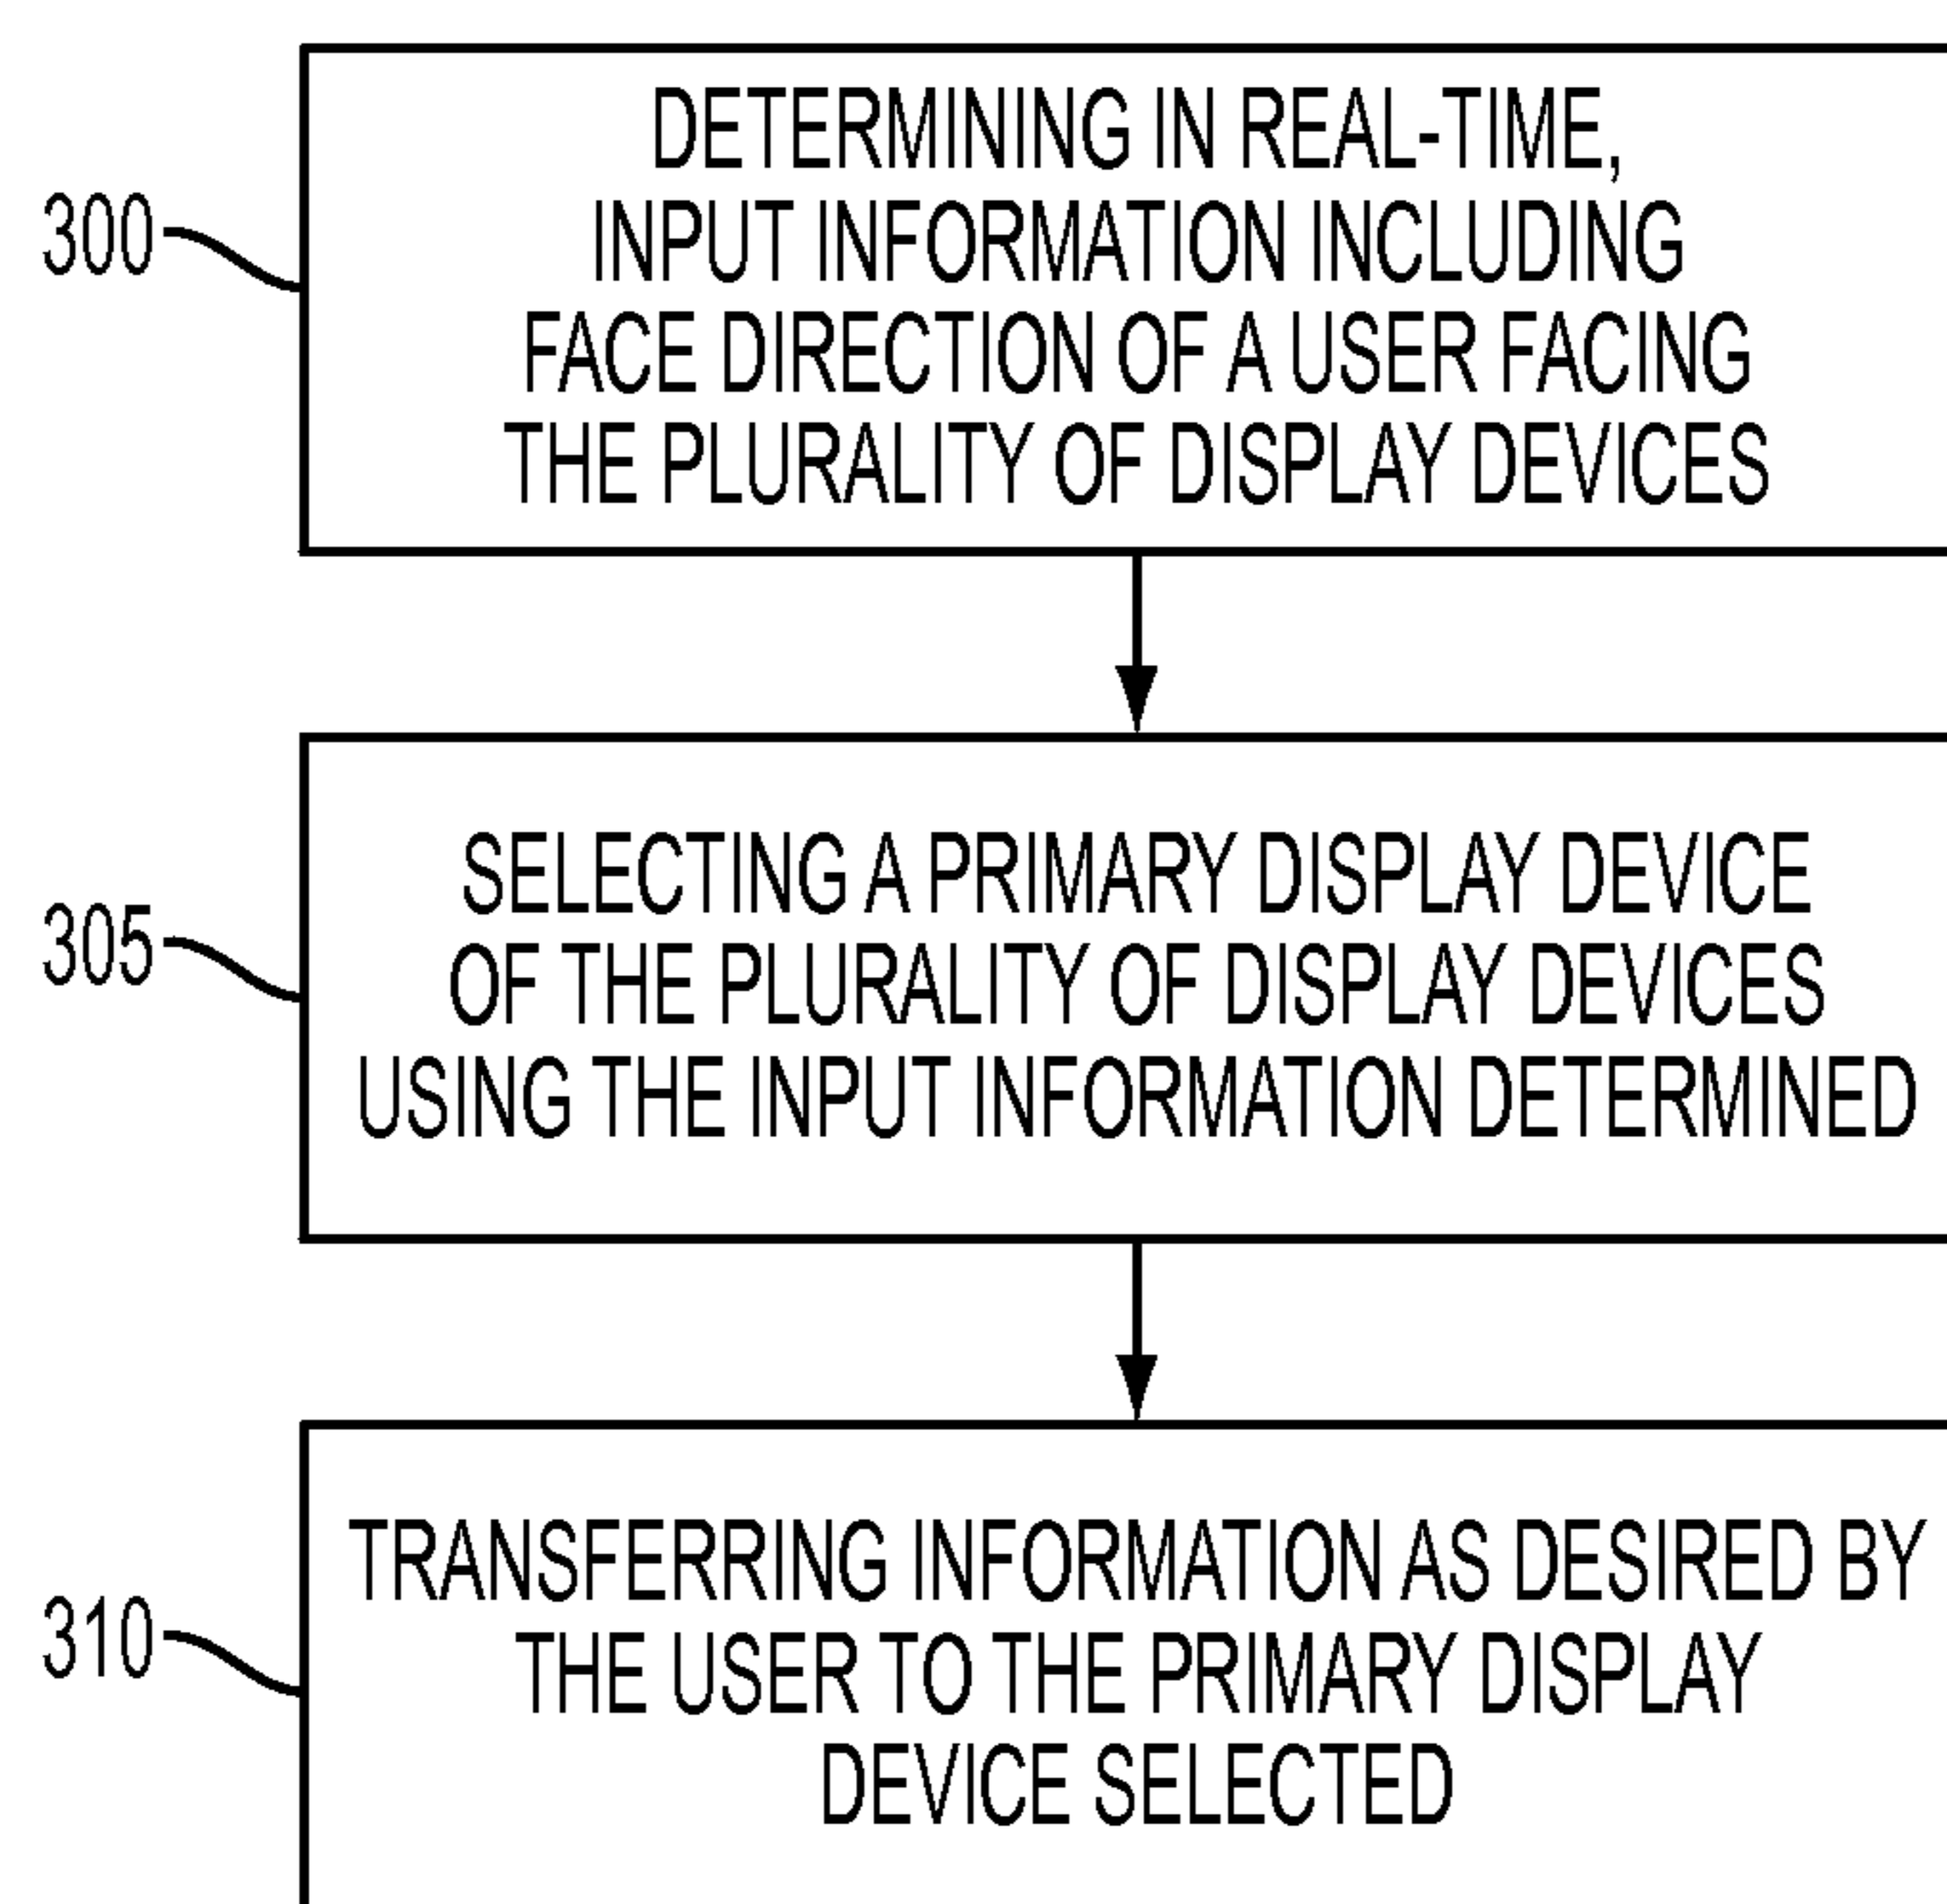 300
DETERMINING IN REAL-TIME,
INPUT INFORMATION INCLUDING
FACE DIRECTION OF A USER FACING
THE PLURALITY OF DISPLAY DEVICES
305
SELECTING A PRIMARY DISPLAY DEVICE
OF THE PLURALITY OF DISPLAY DEVICES
USING THE INPUT INFORMATION DETERMINED
310
TRANSFERRING INFORMATION AS DESIRED BY
THE USER TO THE PRIMARY DISPLAY
DEVICE SELECTED